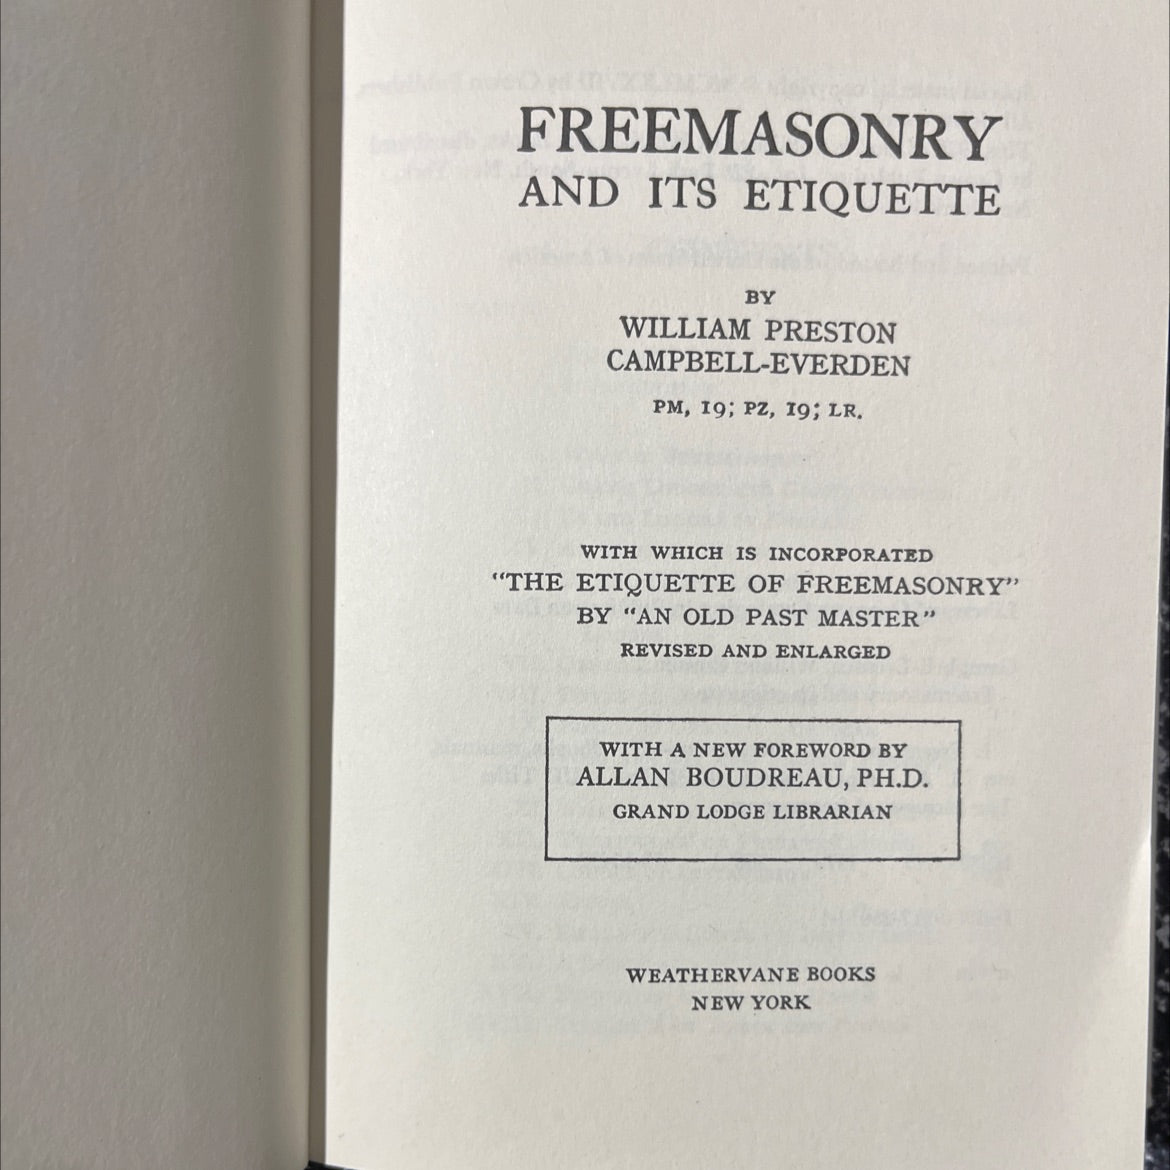 FREEMASONRY
AND ITS ETIQUETTE
BY
WILLIAM PRESTON
CAMPBELL-EVERDEN
PM, 19; PZ, 19; LR.
WITH WHICH IS INCORPORATED
"THE ETIQUETTE OF FREEMASONRY"
BY "AN OLD PAST MASTER"
REVISED AND ENLARGED
WITH A NEW FOREWORD BY
ALLAN BOUDREAU, PH.D.
GRAND LODGE LIBRARIAN
WEATHERVANE BOOKS
NEW YORK